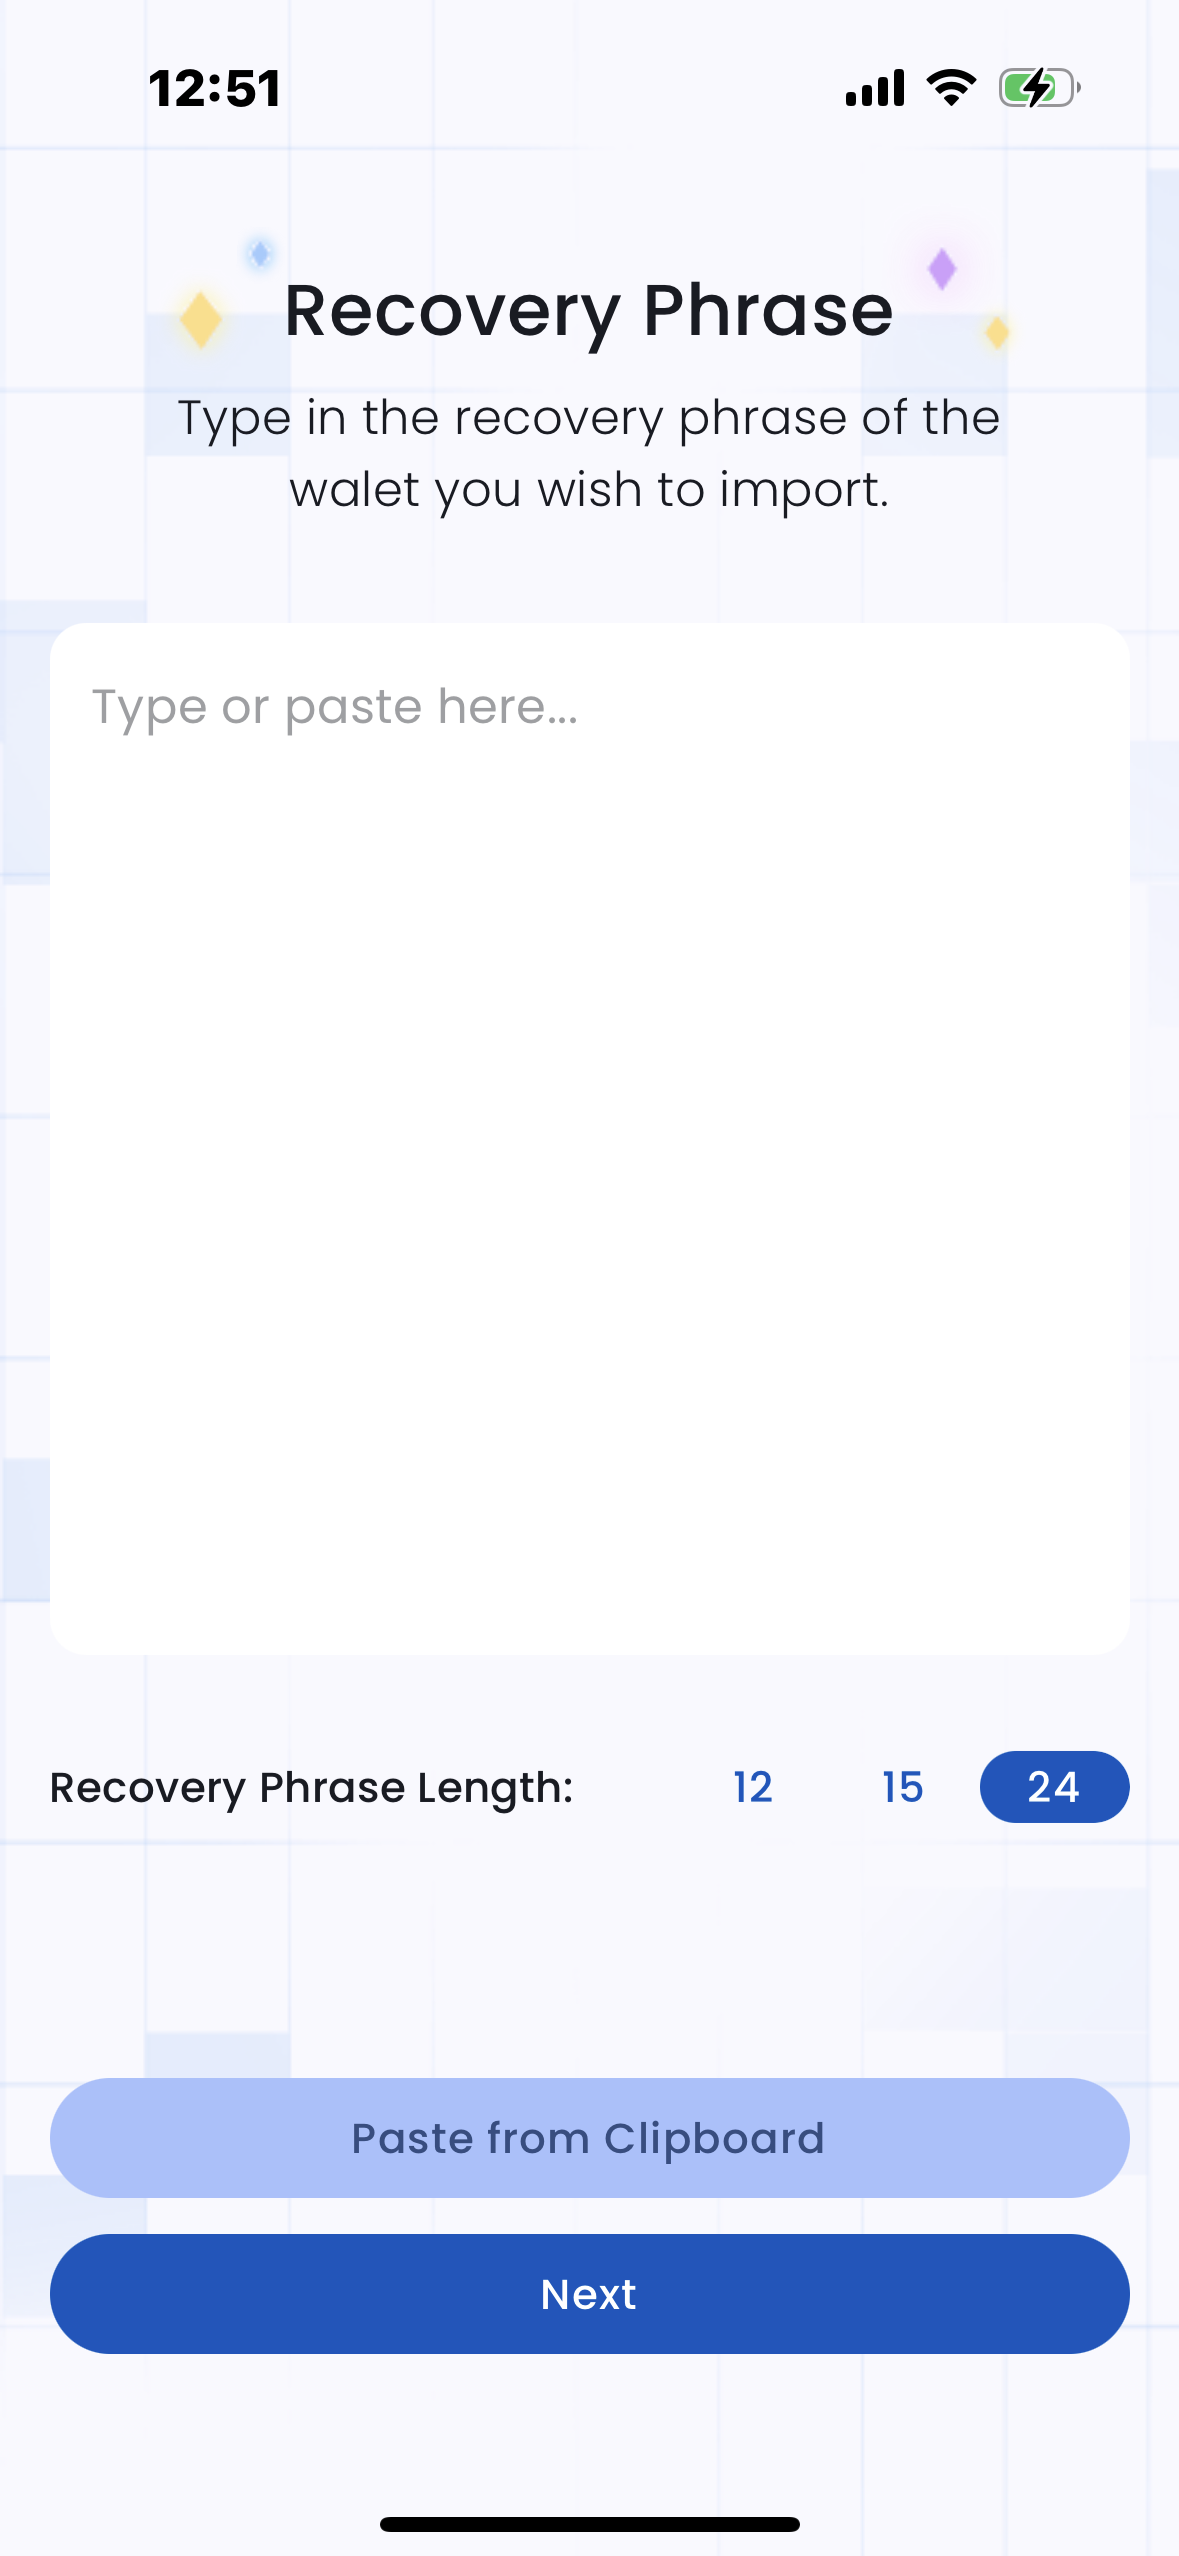 12:51
Recovery Phrase
Type in the recovery phrase of the
walet you wish to import.
Type or paste here...
Recovery Phrase Length: 12 15 24
Paste from Clipboard
Next